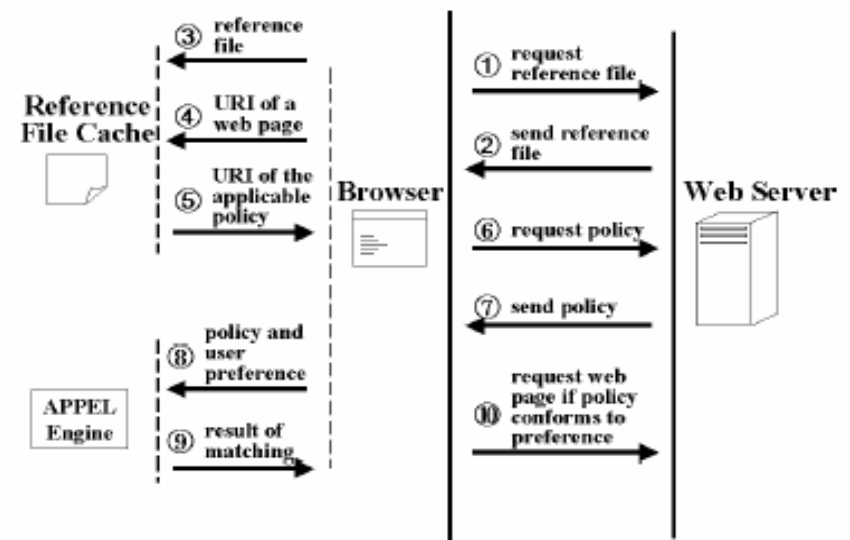 ③ reference
file
Reference
File Cache
④ URI of a
web page
⑤ URI of the
applicable
policy
⑧ policy and
user
preference
APPEL
Engine
⑨ result of
matching
Browser
① request
reference file
② send reference
file
⑥ request policy
⑦ send policy
⑩ request web
page if policy
conforms to
preference
Web Server